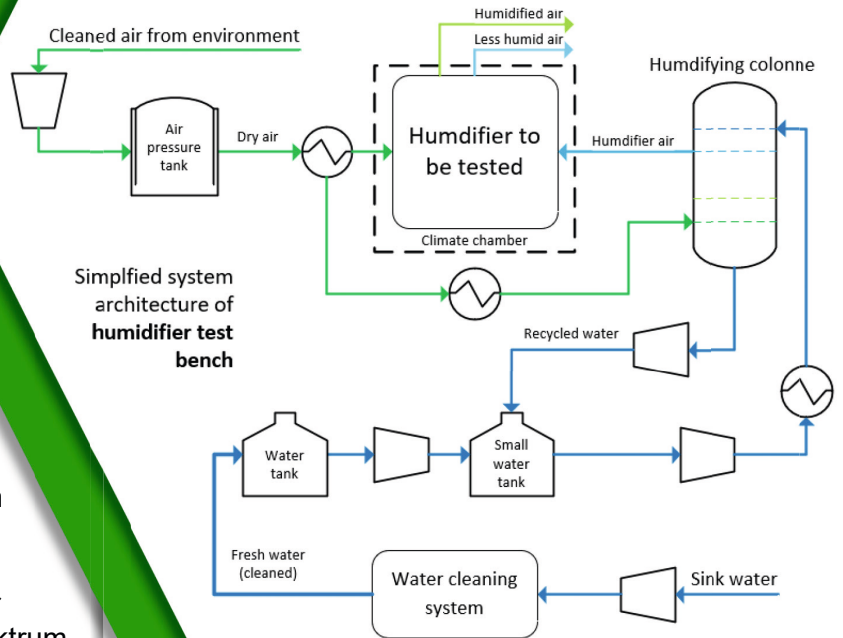 Humidified air
Cleaned air from environment
Less humid air
Humdifying colonne
Air
pressure
tank
Dry air
Humdifier to
be tested
Humdifier air
Climate chamber
Simplfied system
architecture of
humidifier test
bench
Recycled water
Water
tank
Small
water
tank
Fresh water
(cleaned)
Water cleaning
system
Sink water